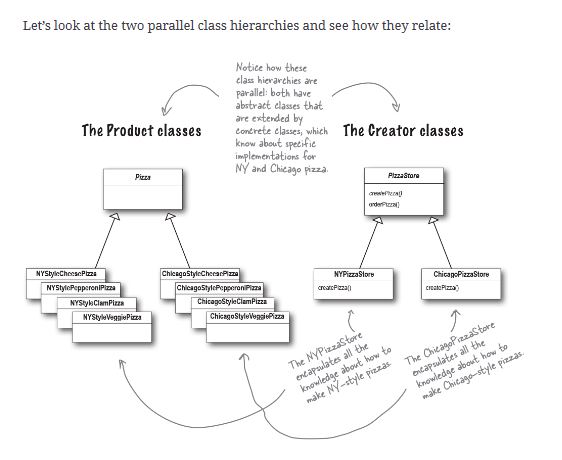 Let's look at the two parallel class hierarchies and see how they relate:
Notice how these
class hierarchies are
parallel: both have
abstract classes that
are extended by
concrete classes, which
know about specific
implementations for
NY and Chicago pizza.
The Product classes
The Creator classes
Pizza
PizzaStore
createPizza()
orderPizza()
NYStyleCheesePizza
NYStylePepperoniPizza
NYStyleClamPizza
NYStyleVeggiePizza
ChicagoStyleCheesePizza
ChicagoStylePepperoniPizza
ChicagoStyleClamPizza
ChicagoStyleVeggiePizza
NYPizzaStore
createPizza()
ChicagoPizzaStore
createPizza()
The NYPizzaStore
encapsulates all the
knowledge about how to
make NY-style pizzas.
The ChicagoPizzaStore
encapsulates all the
knowledge about how to
make Chicago-style pizzas.